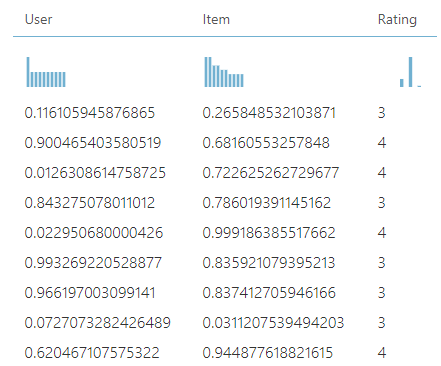 User Item Rating
0.116105945876865 0.265848532103871 3
0.900465403580519 0.68160553257848 4
0.0126308614758725 0.722625262729677 4
0.843275078011012 0.786019391145162 3
0.022950680000426 0.999186385517662 4
0.993269220528877 0.835921079395213 3
0.966197003099141 0.837412705946166 3
0.0727073282426489 0.0311207539494203 3
0.620467107575322 0.944877618821615 4